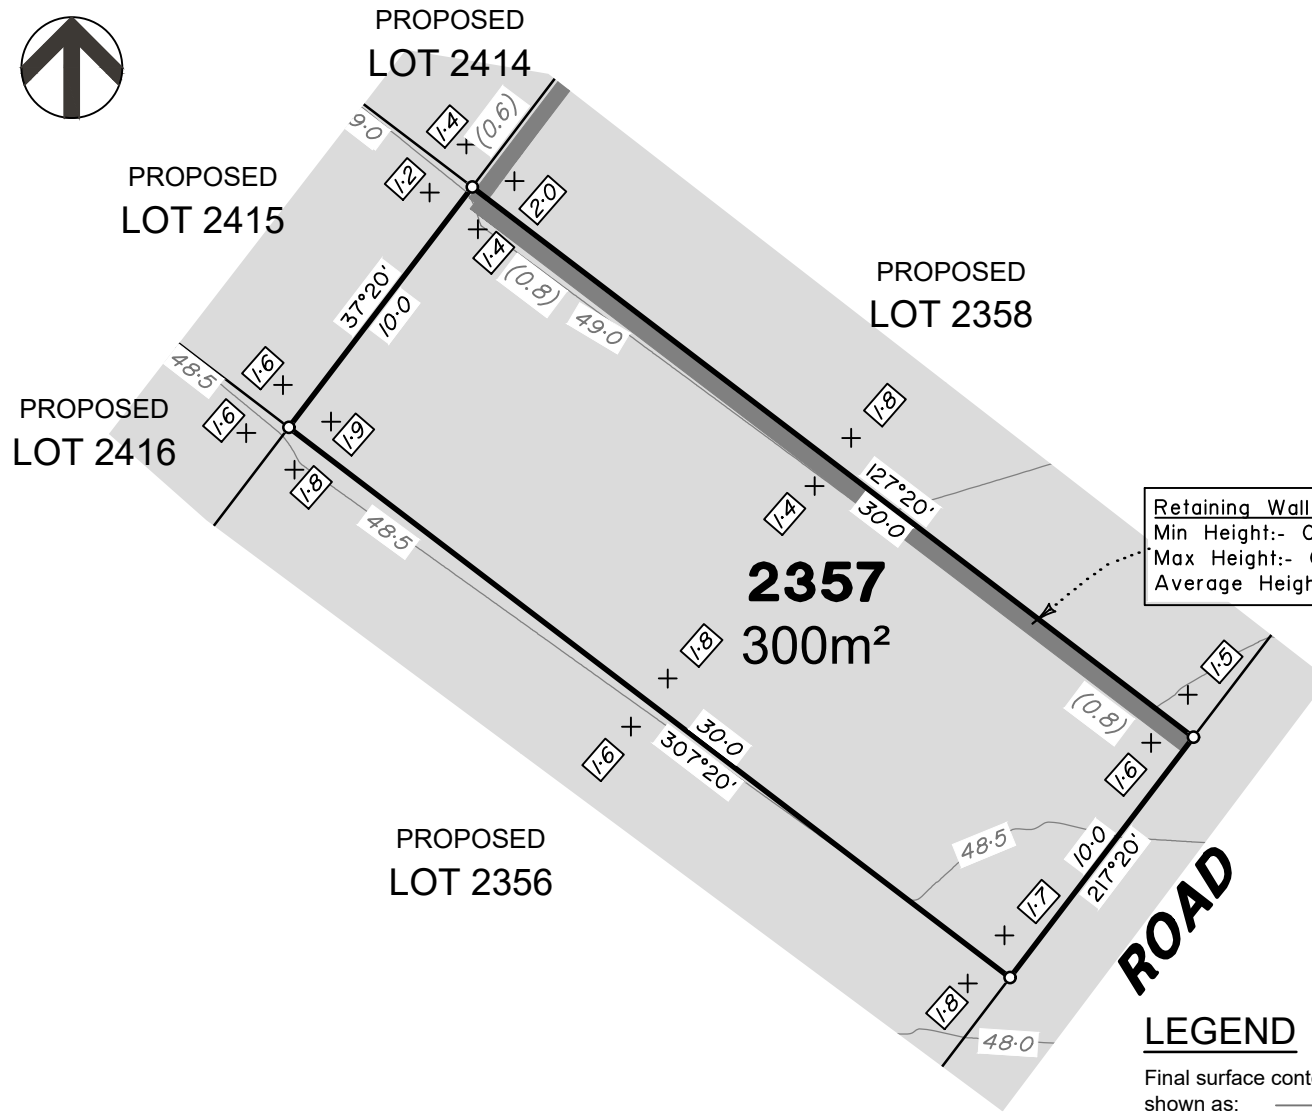 PROPOSED
LOT 2414
9·0
1·4
(0.6)
1·2
2·0
PROPOSED
LOT 2415
1·4
(0.8)
49·0
37°20'
10·0
PROPOSED
LOT 2358
48·5
1·6
1·6
1·9
1·8
PROPOSED
LOT 2416
48·5
1·8
1·4
127°20'
30·0
Retaining Wall
Min Height:-
Max Height:-
Average
2357
300m²
1·8
1·6
30·0
307°20'
1·5
(0.8)
1·6
PROPOSED
LOT 2356
48·5
10·0
217°20'
1·7
1·8
ROAD
48·0
LEGEND
Final surface
shown as: